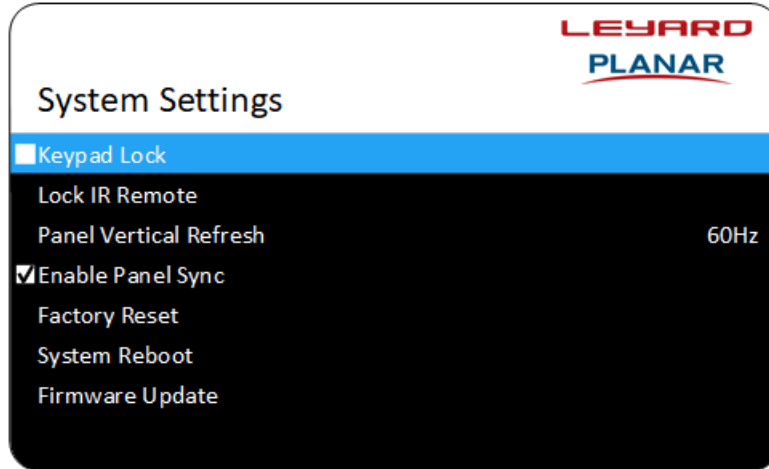 LEYARD
PLANAR
System Settings
Keypad Lock
Lock IR Remote
Panel Vertical Refresh 60Hz
Enable Panel Sync
Factory Reset
System Reboot
Firmware Update